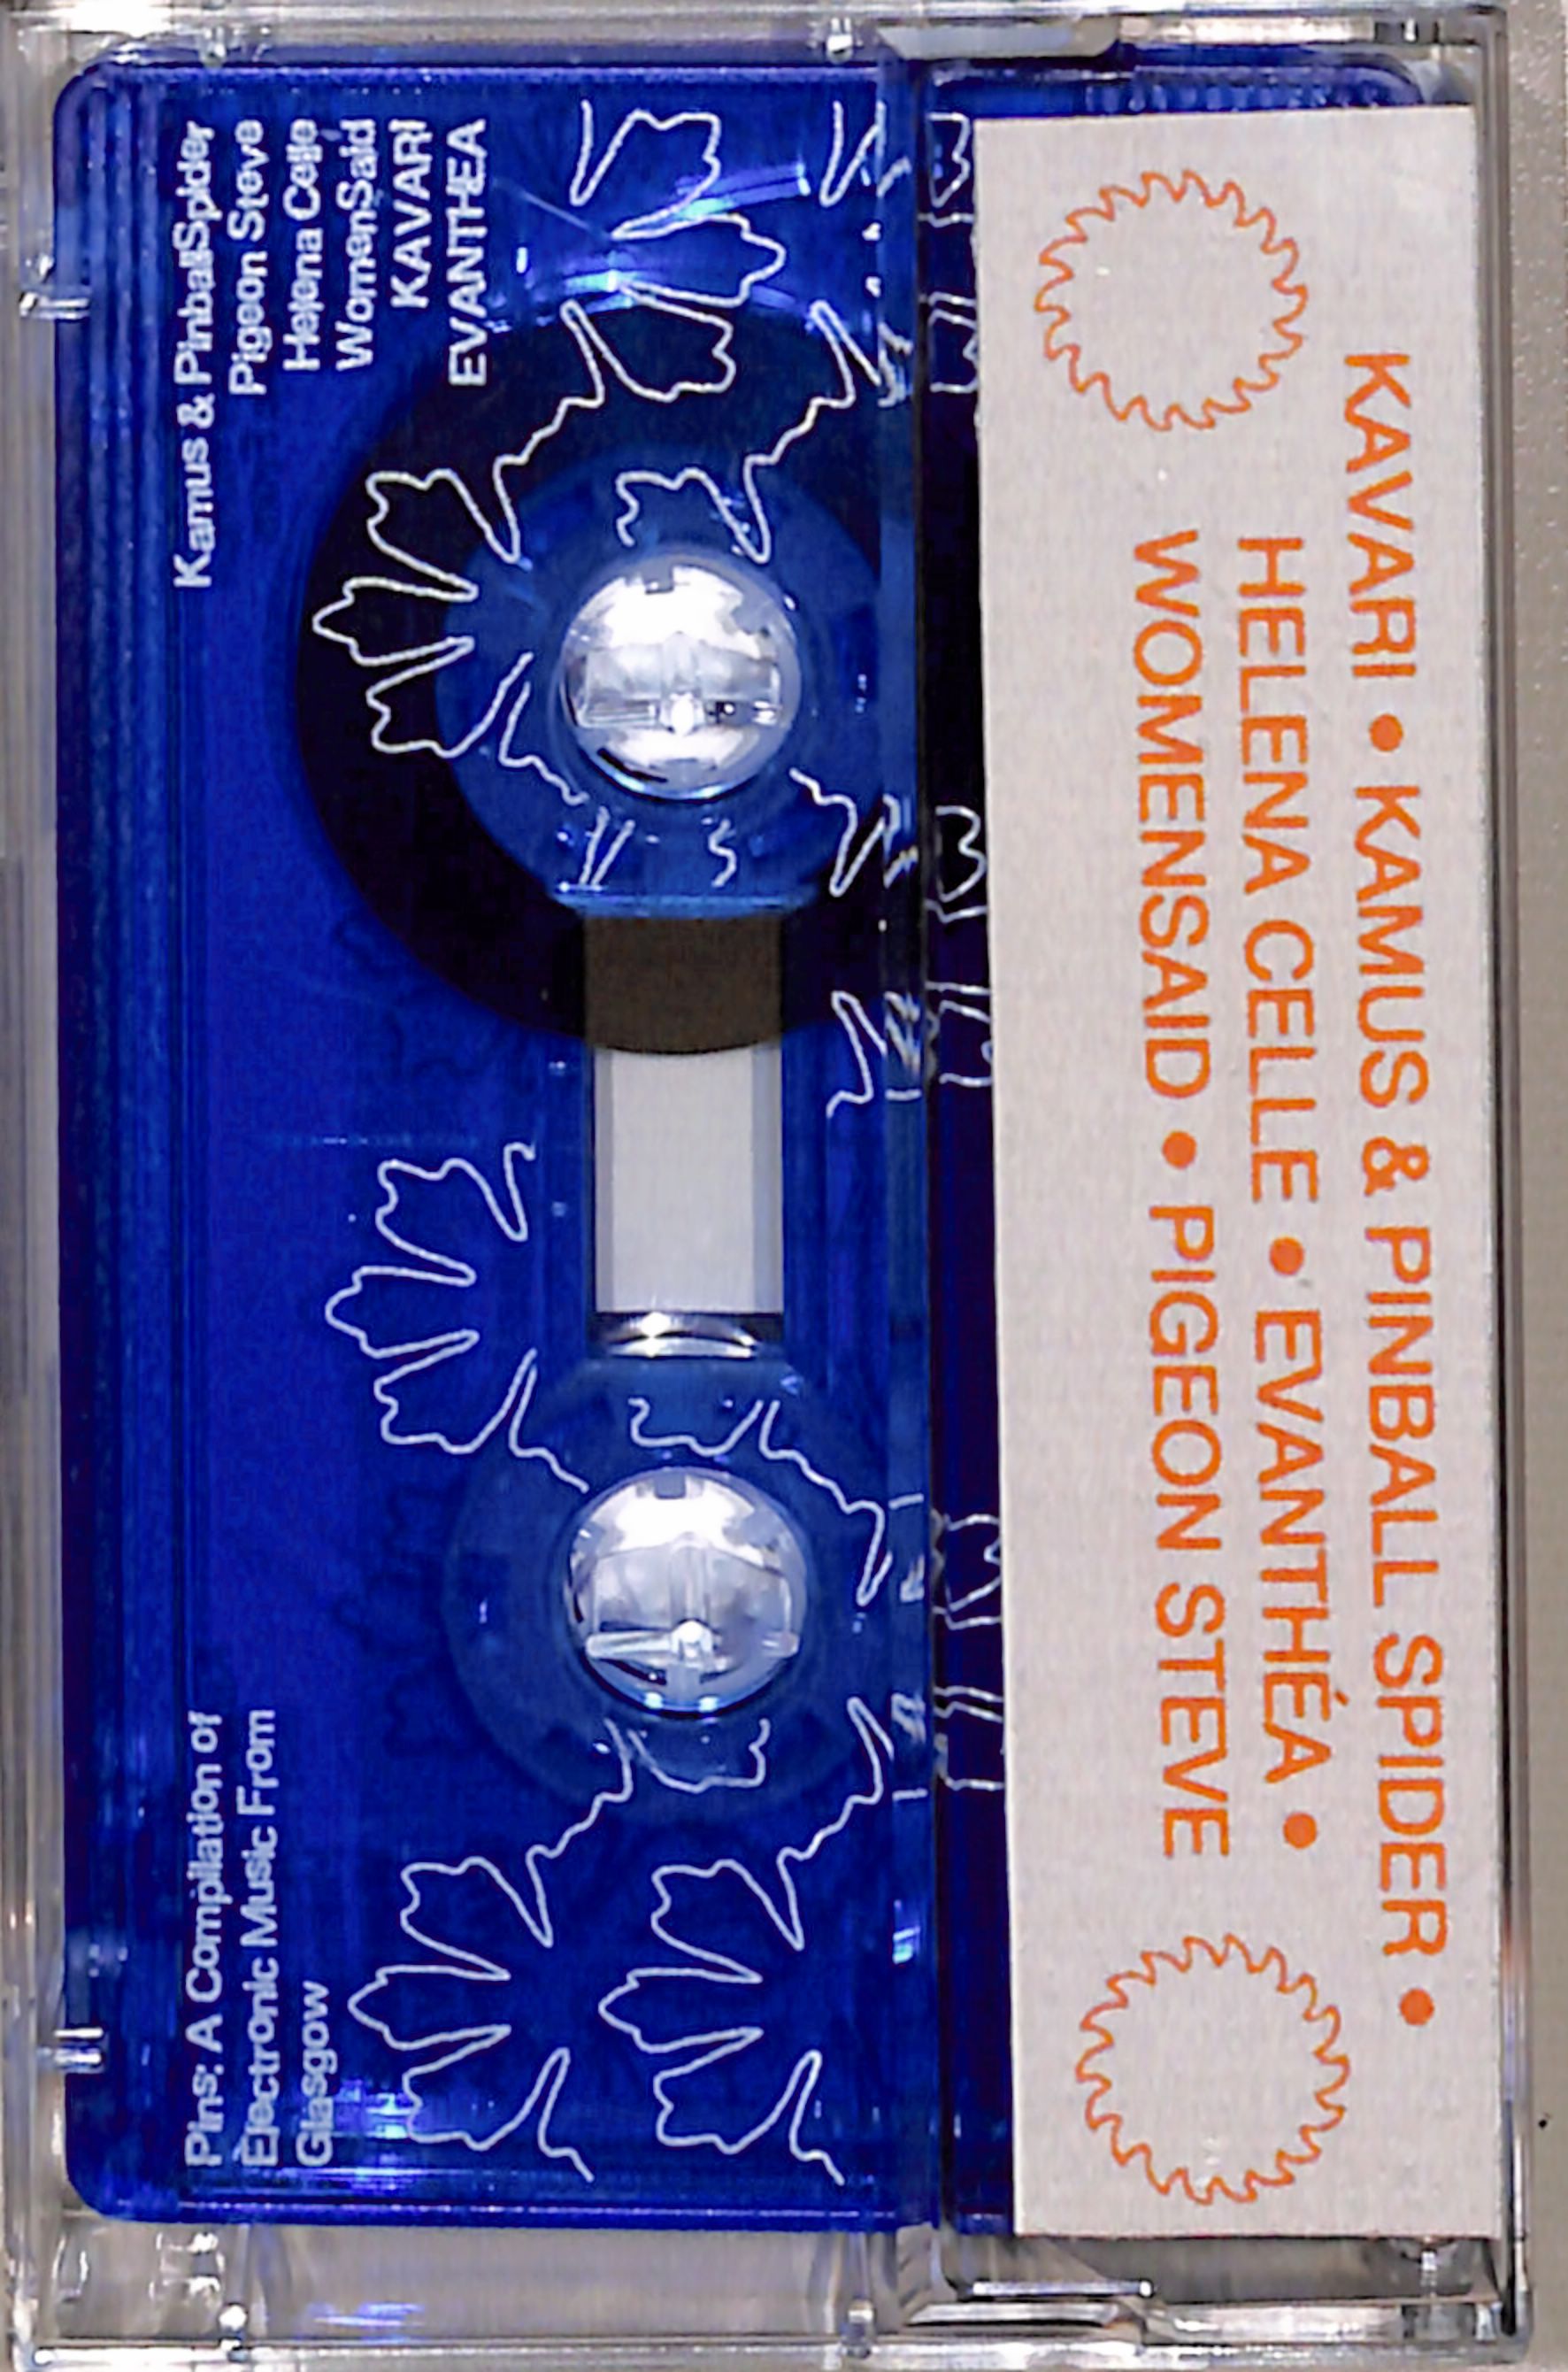 Pins: A Compilation of
Electronic Music From
Glasgow
Kamus & PinballSpider
Pigeon Steve
Helena Celle
WomenSaid
KAVARI
EVANTHEA
KAVARI • KAMUS & PINBALL SPIDER •
HELENA CELLE • EVANTHÉA •
WOMENSAID • PIGEON STEVE